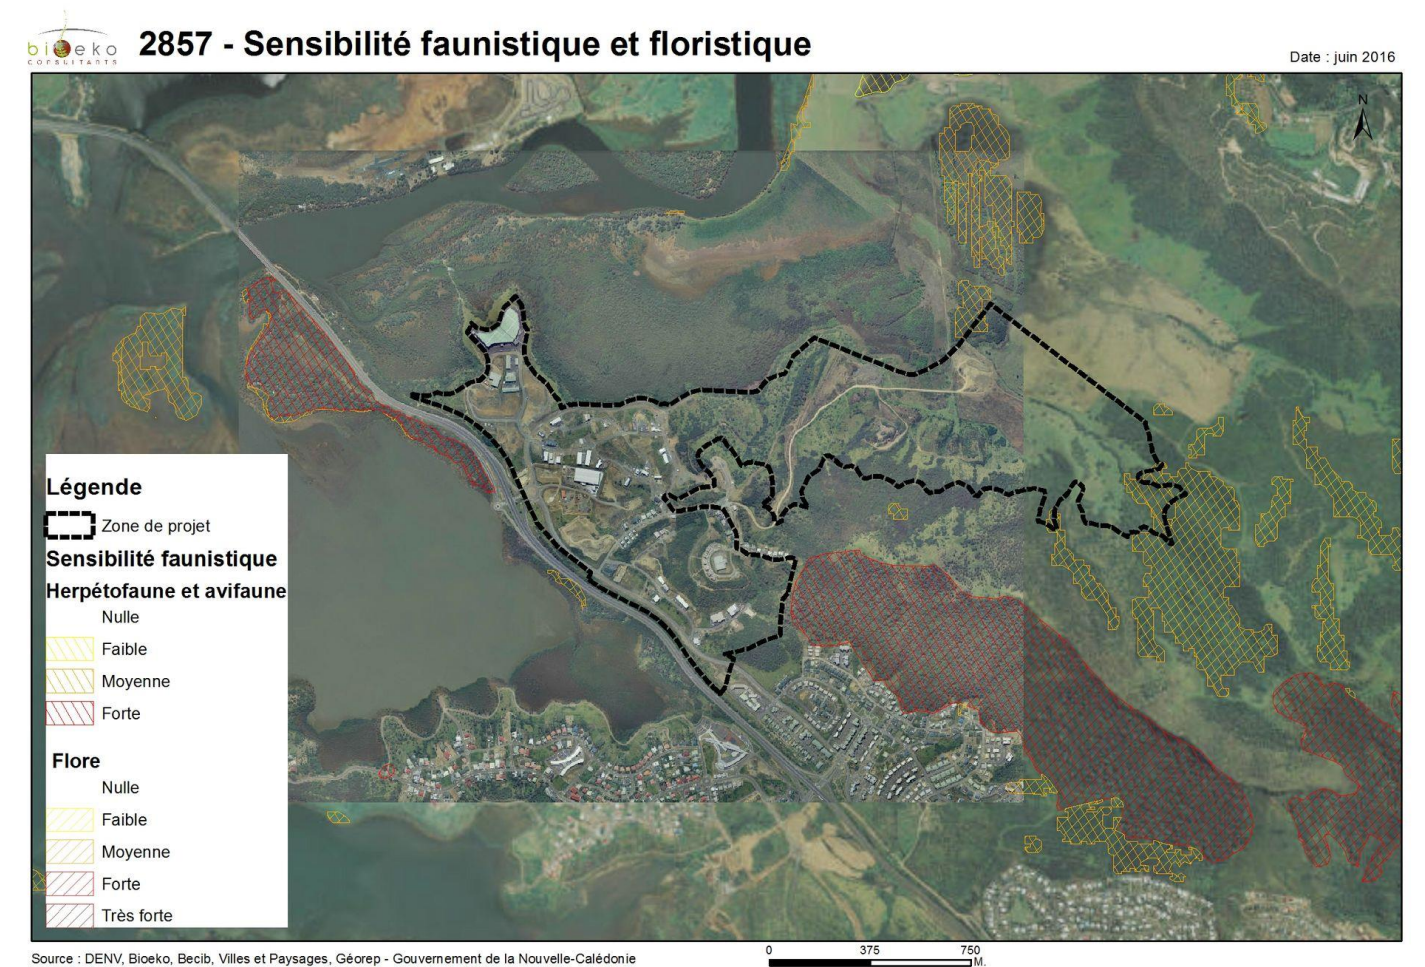 bioeko
CONSULTANTS
2857 - Sensibilité faunistique et floristique
Date : juin 2016
N
Légende
Zone de projet
Sensibilité faunistique
Herpétofaune et avifaune
Nulle
Faible
Moyenne
Forte
Flore
Nulle
Faible
Moyenne
Forte
Très forte
Source : DENV, Bioeko, Becib, Villes et Paysages, Géorep - Gouvernement de la Nouvelle-Calédonie
0 375 750
M.